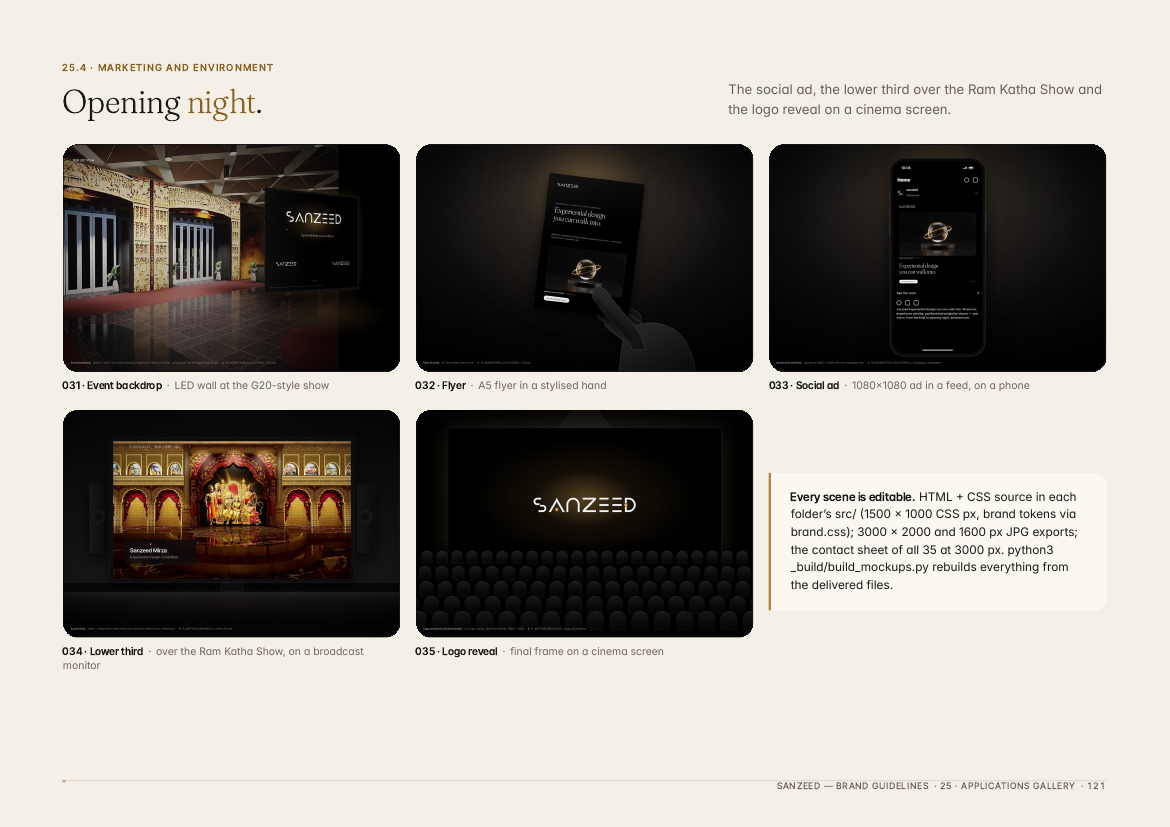 25.4 · MARKETING AND ENVIRONMENT
Opening night.
The social ad, the lower third over the Ram Katha Show and
the logo reveal on a cinema screen.
SANZEED
SANZEED
SANZEED
031 · Event backdrop · LED wall at the G20-style show
SANZEED
Experiential design
you can walk into.
032 · Flyer · A5 flyer in a stylised hand
Home
SANZEED
Experiential design
you can walk into.
033 · Social ad · 1080×1080 ad in a feed, on a phone
Sanzeed Mirza
Experiential Design Consultant
034 · Lower third · over the Ram Katha Show, on a broadcast
monitor
SANZEED
035 · Logo reveal · final frame on a cinema screen
Every scene is editable. HTML + CSS source in each
folder’s src/ (1500 × 1000 CSS px, brand tokens via
brand.css); 3000 × 2000 and 1600 px JPG exports;
the contact sheet of all 35 at 3000 px. python3
_build/build_mockups.py rebuilds everything from
the delivered files.
SANZEED — BRAND GUIDELINES · 25 · APPLICATIONS GALLERY · 121